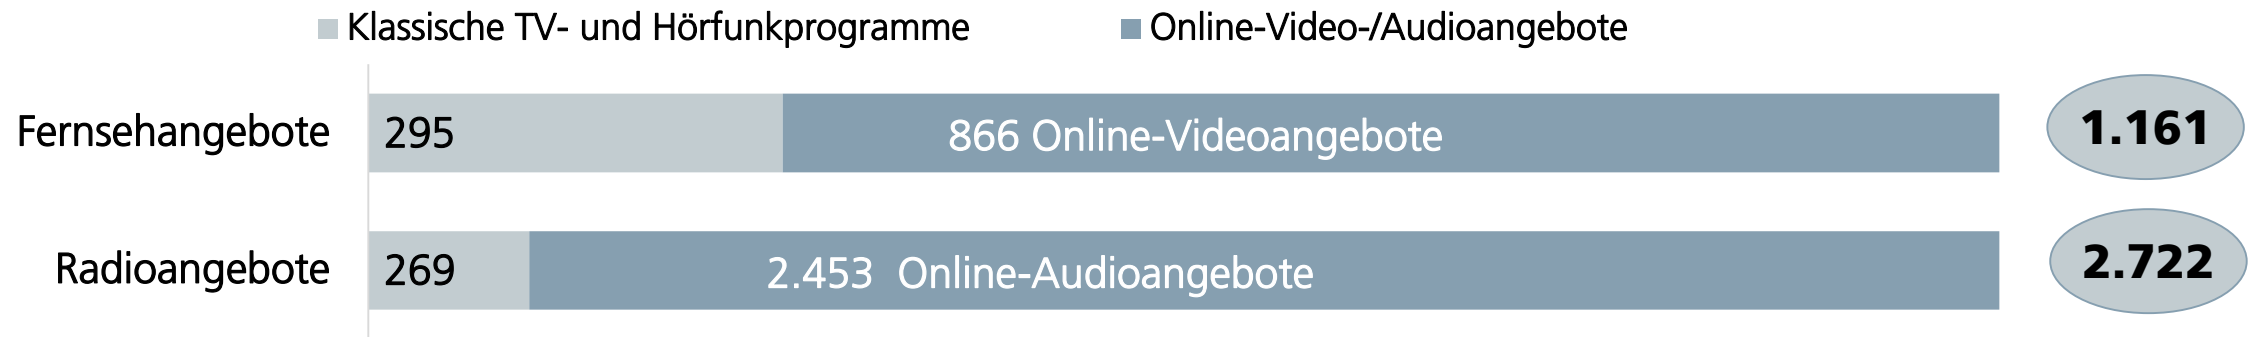 Klassische TV- und Hörfunkprogramme Online-Video-/Audioangebote
Fernsehangebote 295 866 Online-Videoangebote 1.161
Radioangebote 269 2.453 Online-Audioangebote 2.722